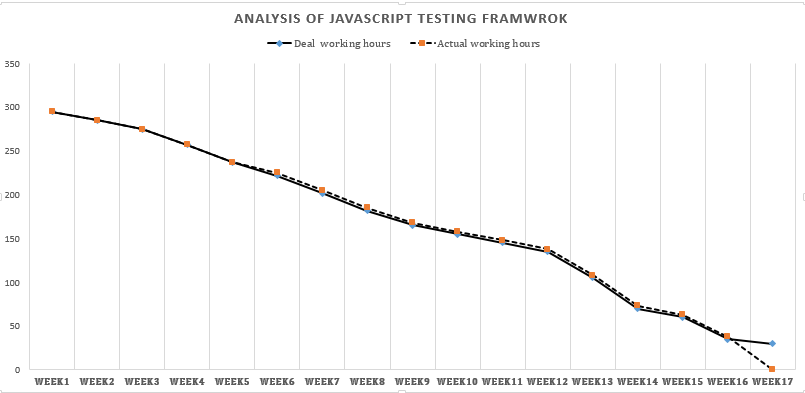 ANALYSIS OF JAVASCRIPT TESTING FRAMWROK
Deal working hours Actual working hours
350
300
250
200
150
100
50
0
WEEK1 WEEK2 WEEK3 WEEK4 WEEK5 WEEK6 WEEK7 WEEK8 WEEK9 WEEK10 WEEK11 WEEK12 WEEK13 WEEK14 WEEK15 WEEK16 WEEK17